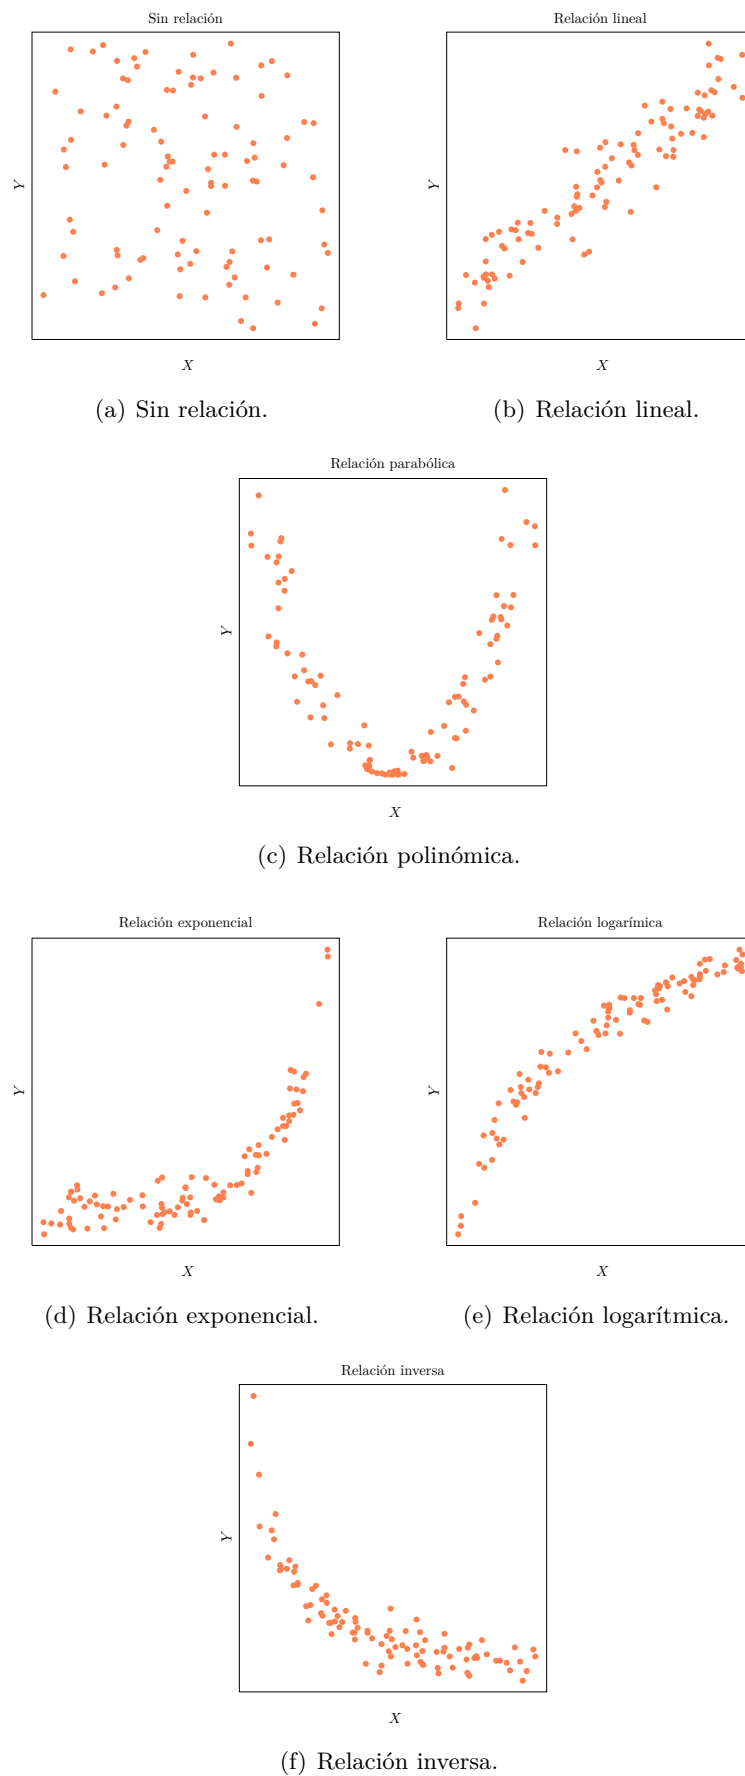 Sin relación
Y
X
(a) Sin relación.
Relación lineal
Y
X
(b) Relación lineal.
Relación parabólica
Y
X
(c) Relación polinómica.
Relación exponencial
Y
X
(d) Relación exponencial.
Relación logarímica
Y
X
(e) Relación logarítmica.
Relación inversa
Y
X
(f) Relación inversa.